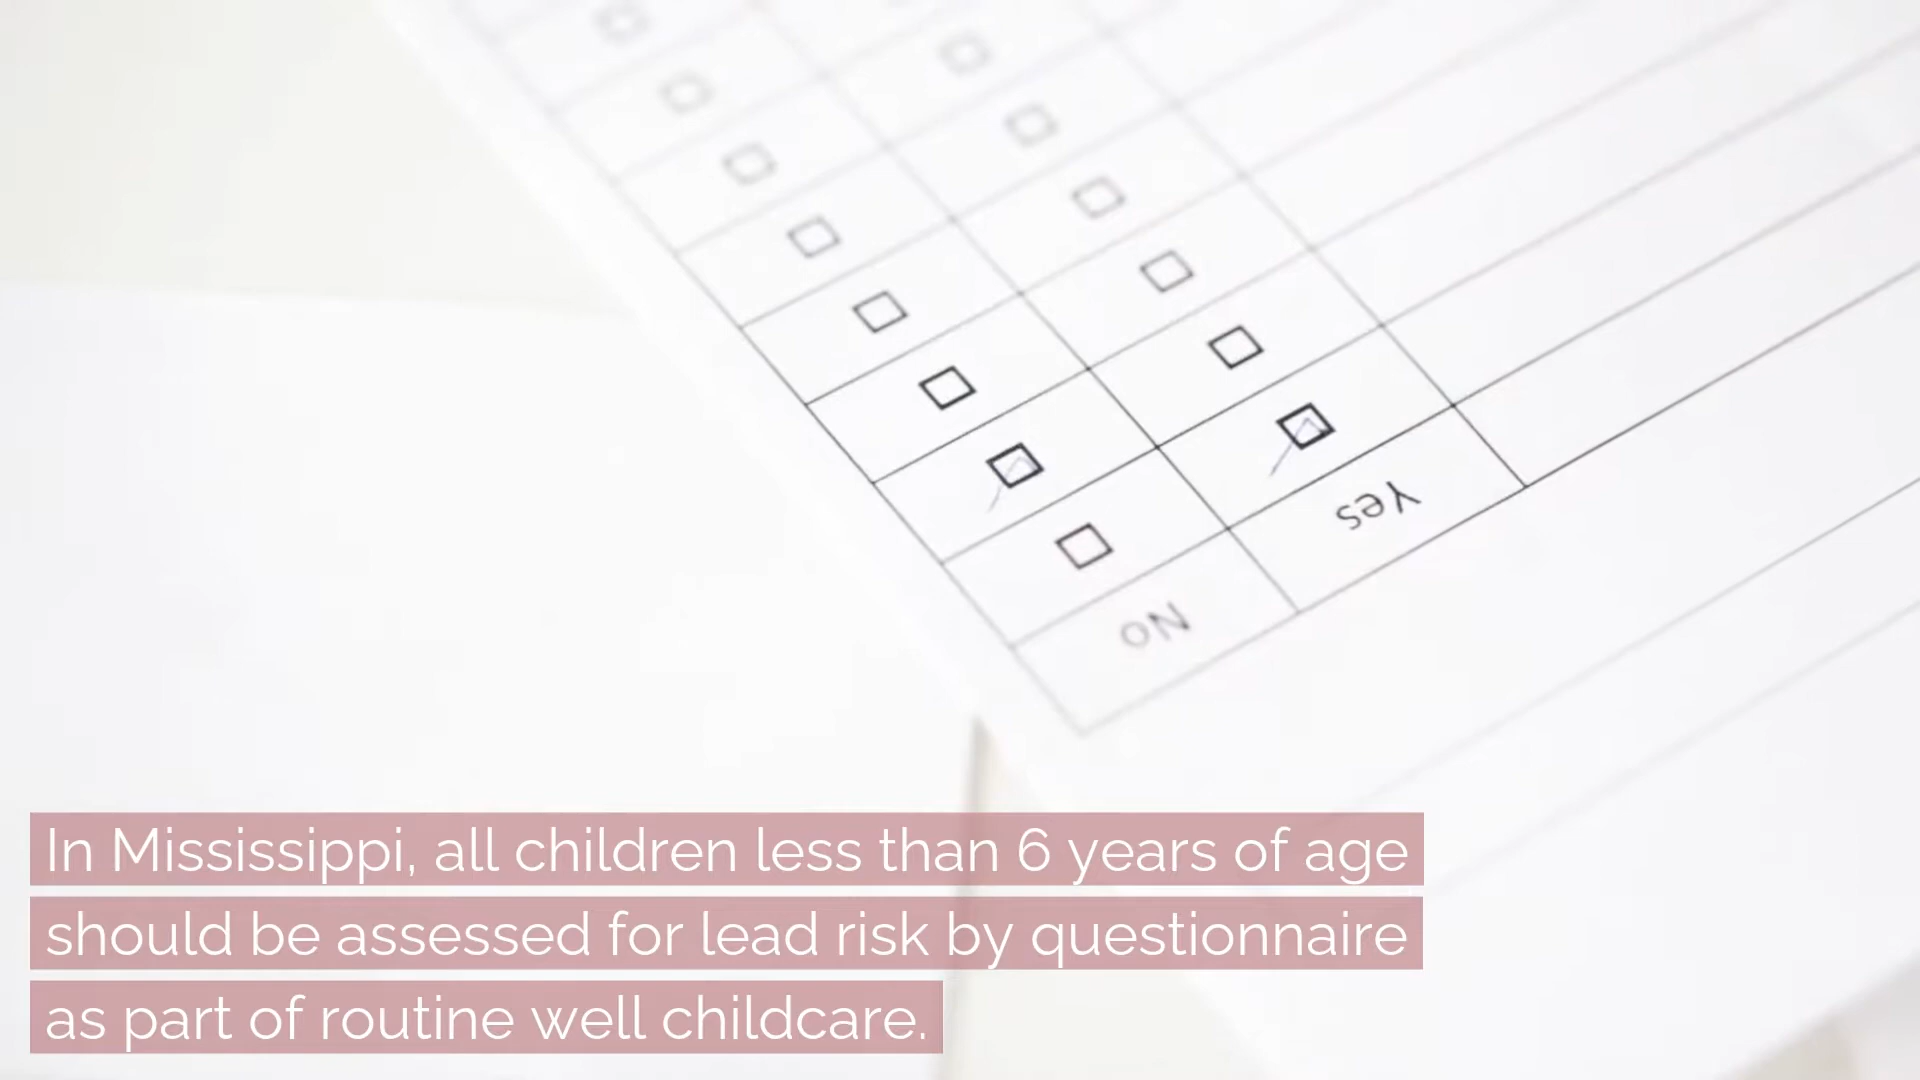 No
Yes
In Mississippi, all children less than 6 years of age
should be assessed for lead risk by questionnaire
as part of routine well childcare.